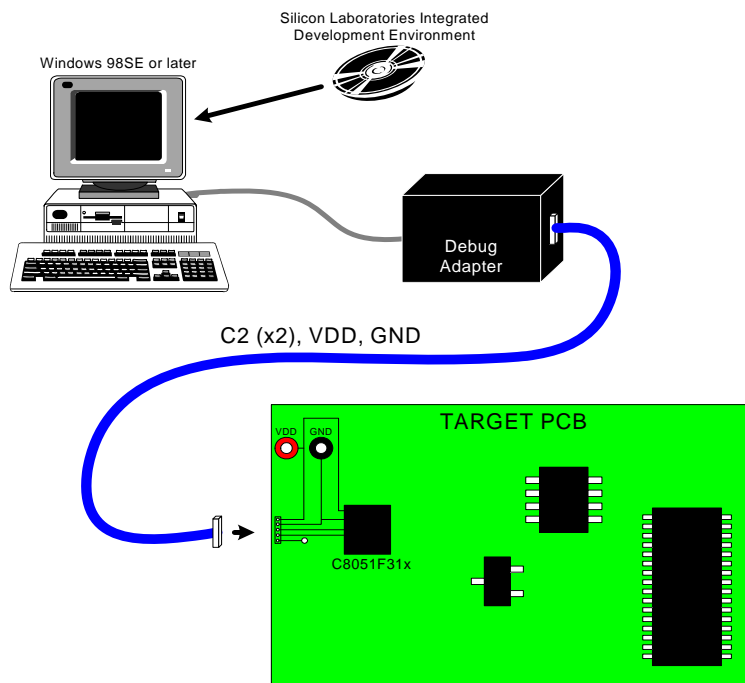 Silicon Laboratories Integrated
Development Environment
Windows 98SE or later
Debug
Adapter
C2 (x2), VDD, GND
TARGET PCB
VDD
GND
C8051F31x